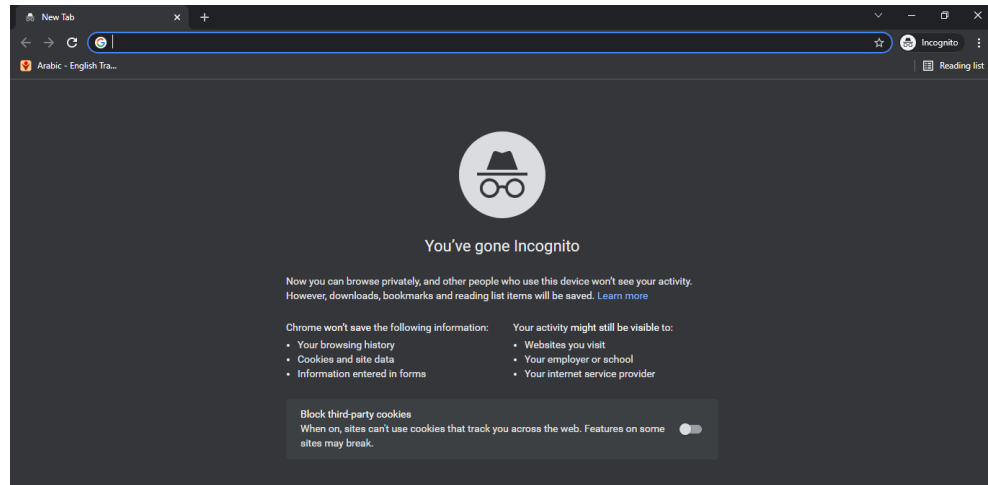 New Tab
Incognito
Arabic - English Tra...
Reading list
You've gone Incognito
Now you can browse privately, and other people who use this device won't see your activity.
However, downloads, bookmarks and reading list items will be saved. Learn more
Chrome won't save the following information:
• Your browsing history
• Cookies and site data
• Information entered in forms
Your activity might still be visible to:
• Websites you visit
• Your employer or school
• Your internet service provider
Block third-party cookies
When on, sites can't use cookies that track you across the web. Features on some
sites may break.